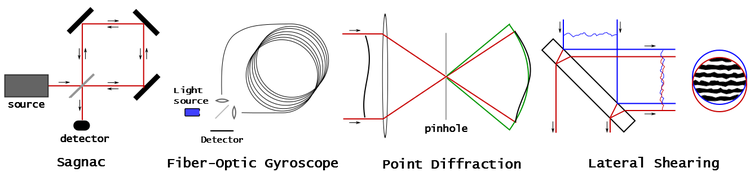 source
detector
Sagnac
Light
source
Detector
Fiber-Optic Gyroscope
pinhole
Point Diffraction
Lateral Shearing